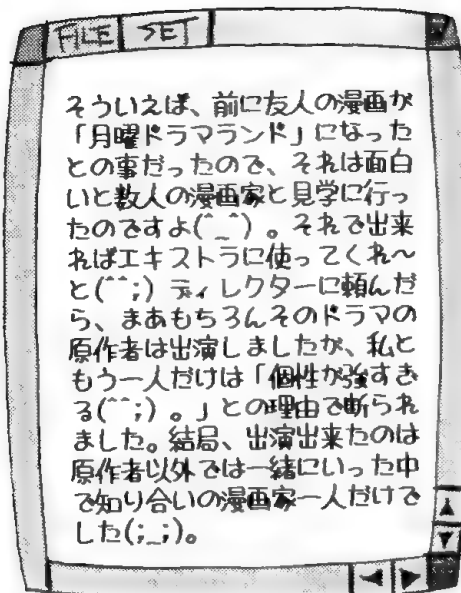 FILE SET
そういえば、前に友人の漫画が
「月曜ドラマランド」になった
との事だったので、それは面白
いと数人の漫画家と見学に行っ
たのですよ(^_^)。それで出来
ればエキストラに使ってくれ～
と(^^;)ディレクターに頼んだ
ら、まあもちろんそのドラマの
原作者は出演しましたが、私と
もう一人だけは「個性が強すぎ
る(^^;)。」との理由で断られ
ました。結局、出演出来たのは
原作者以外では一緒にいった中
で知り合いの漫画家一人だけで
した(;_;)。